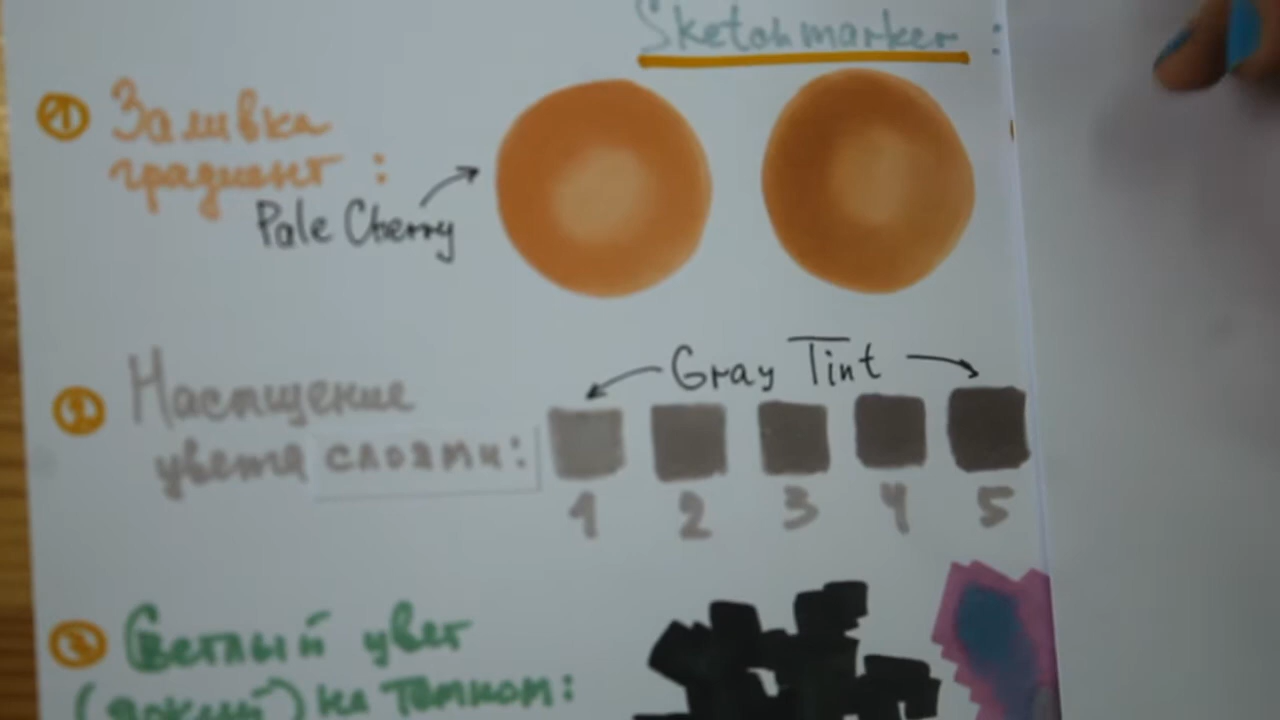 Sketchmarker :
1 Заливка
градиент :
Pale Cherry
Gray Tint
2 Насыщение
цвета слоями:
1 2 3 4 5
3 Светлый цвет
(яркий) на тёмном: